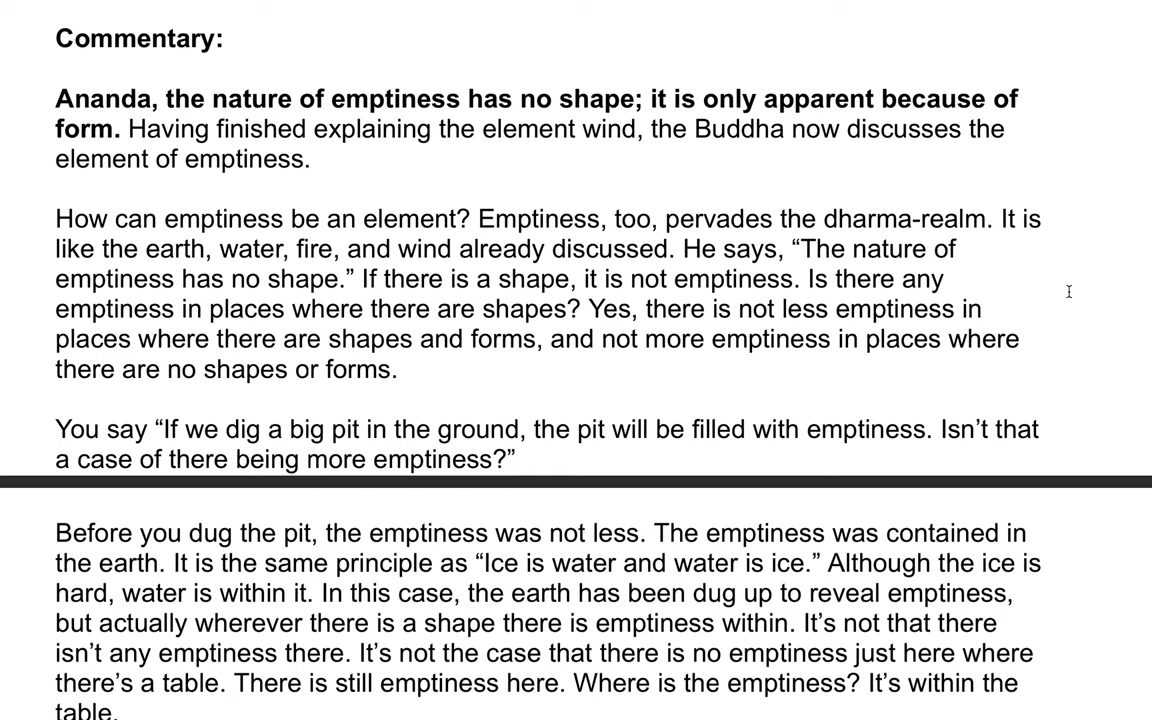 Commentary:
Ananda, the nature of emptiness has no shape; it is only apparent because of
form. Having finished explaining the element wind, the Buddha now discusses the
element of emptiness.
How can emptiness be an element? Emptiness, too, pervades the dharma-realm. It is
like the earth, water, fire, and wind already discussed. He says, “The nature of
emptiness has no shape.” If there is a shape, it is not emptiness. Is there any
emptiness in places where there are shapes? Yes, there is not less emptiness in
places where there are shapes and forms, and not more emptiness in places where
there are no shapes or forms.
You say “If we dig a big pit in the ground, the pit will be filled with emptiness. Isn’t that
a case of there being more emptiness?”
Before you dug the pit, the emptiness was not less. The emptiness was contained in
the earth. It is the same principle as “Ice is water and water is ice.” Although the ice is
hard, water is within it. In this case, the earth has been dug up to reveal emptiness,
but actually wherever there is a shape there is emptiness within. It’s not that there
isn’t any emptiness there. It’s not the case that there is no emptiness just here where
there’s a table. There is still emptiness here. Where is the emptiness? It’s within the
table.